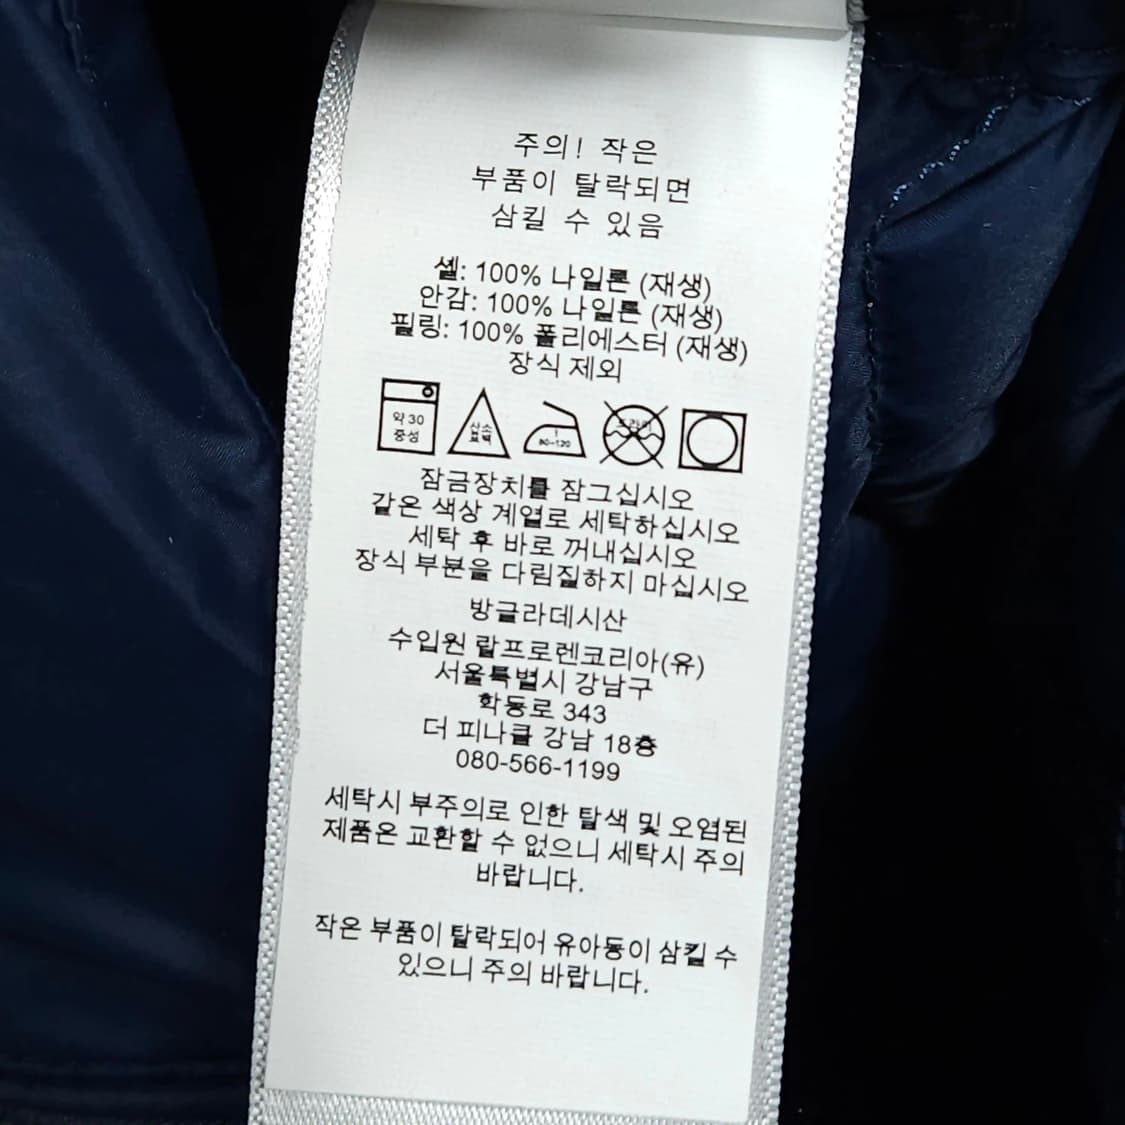 주의! 작은
부품이 탈락되면
삼킬 수 있음
셸: 100% 나일론 (재생)
안감: 100% 나일론 (재생)
필링: 100% 폴리에스터 (재생)
장식 제외
약 30
중성
산소
표백
1
80~120
드라이
잠금장치를 잠그십시오
같은 색상 계열로 세탁하십시오
세탁 후 바로 꺼내십시오
장식 부분을 다림질하지 마십시오
방글라데시산
수입원 랄프로렌코리아(유)
서울특별시 강남구
학동로 343
더 피나클 강남 18층
080-566-1199
세탁시 부주의로 인한 탈색 및 오염된
제품은 교환할 수 없으니 세탁시 주의
바랍니다.
작은 부품이 탈락되어 유아동이 삼킬 수
있으니 주의 바랍니다.